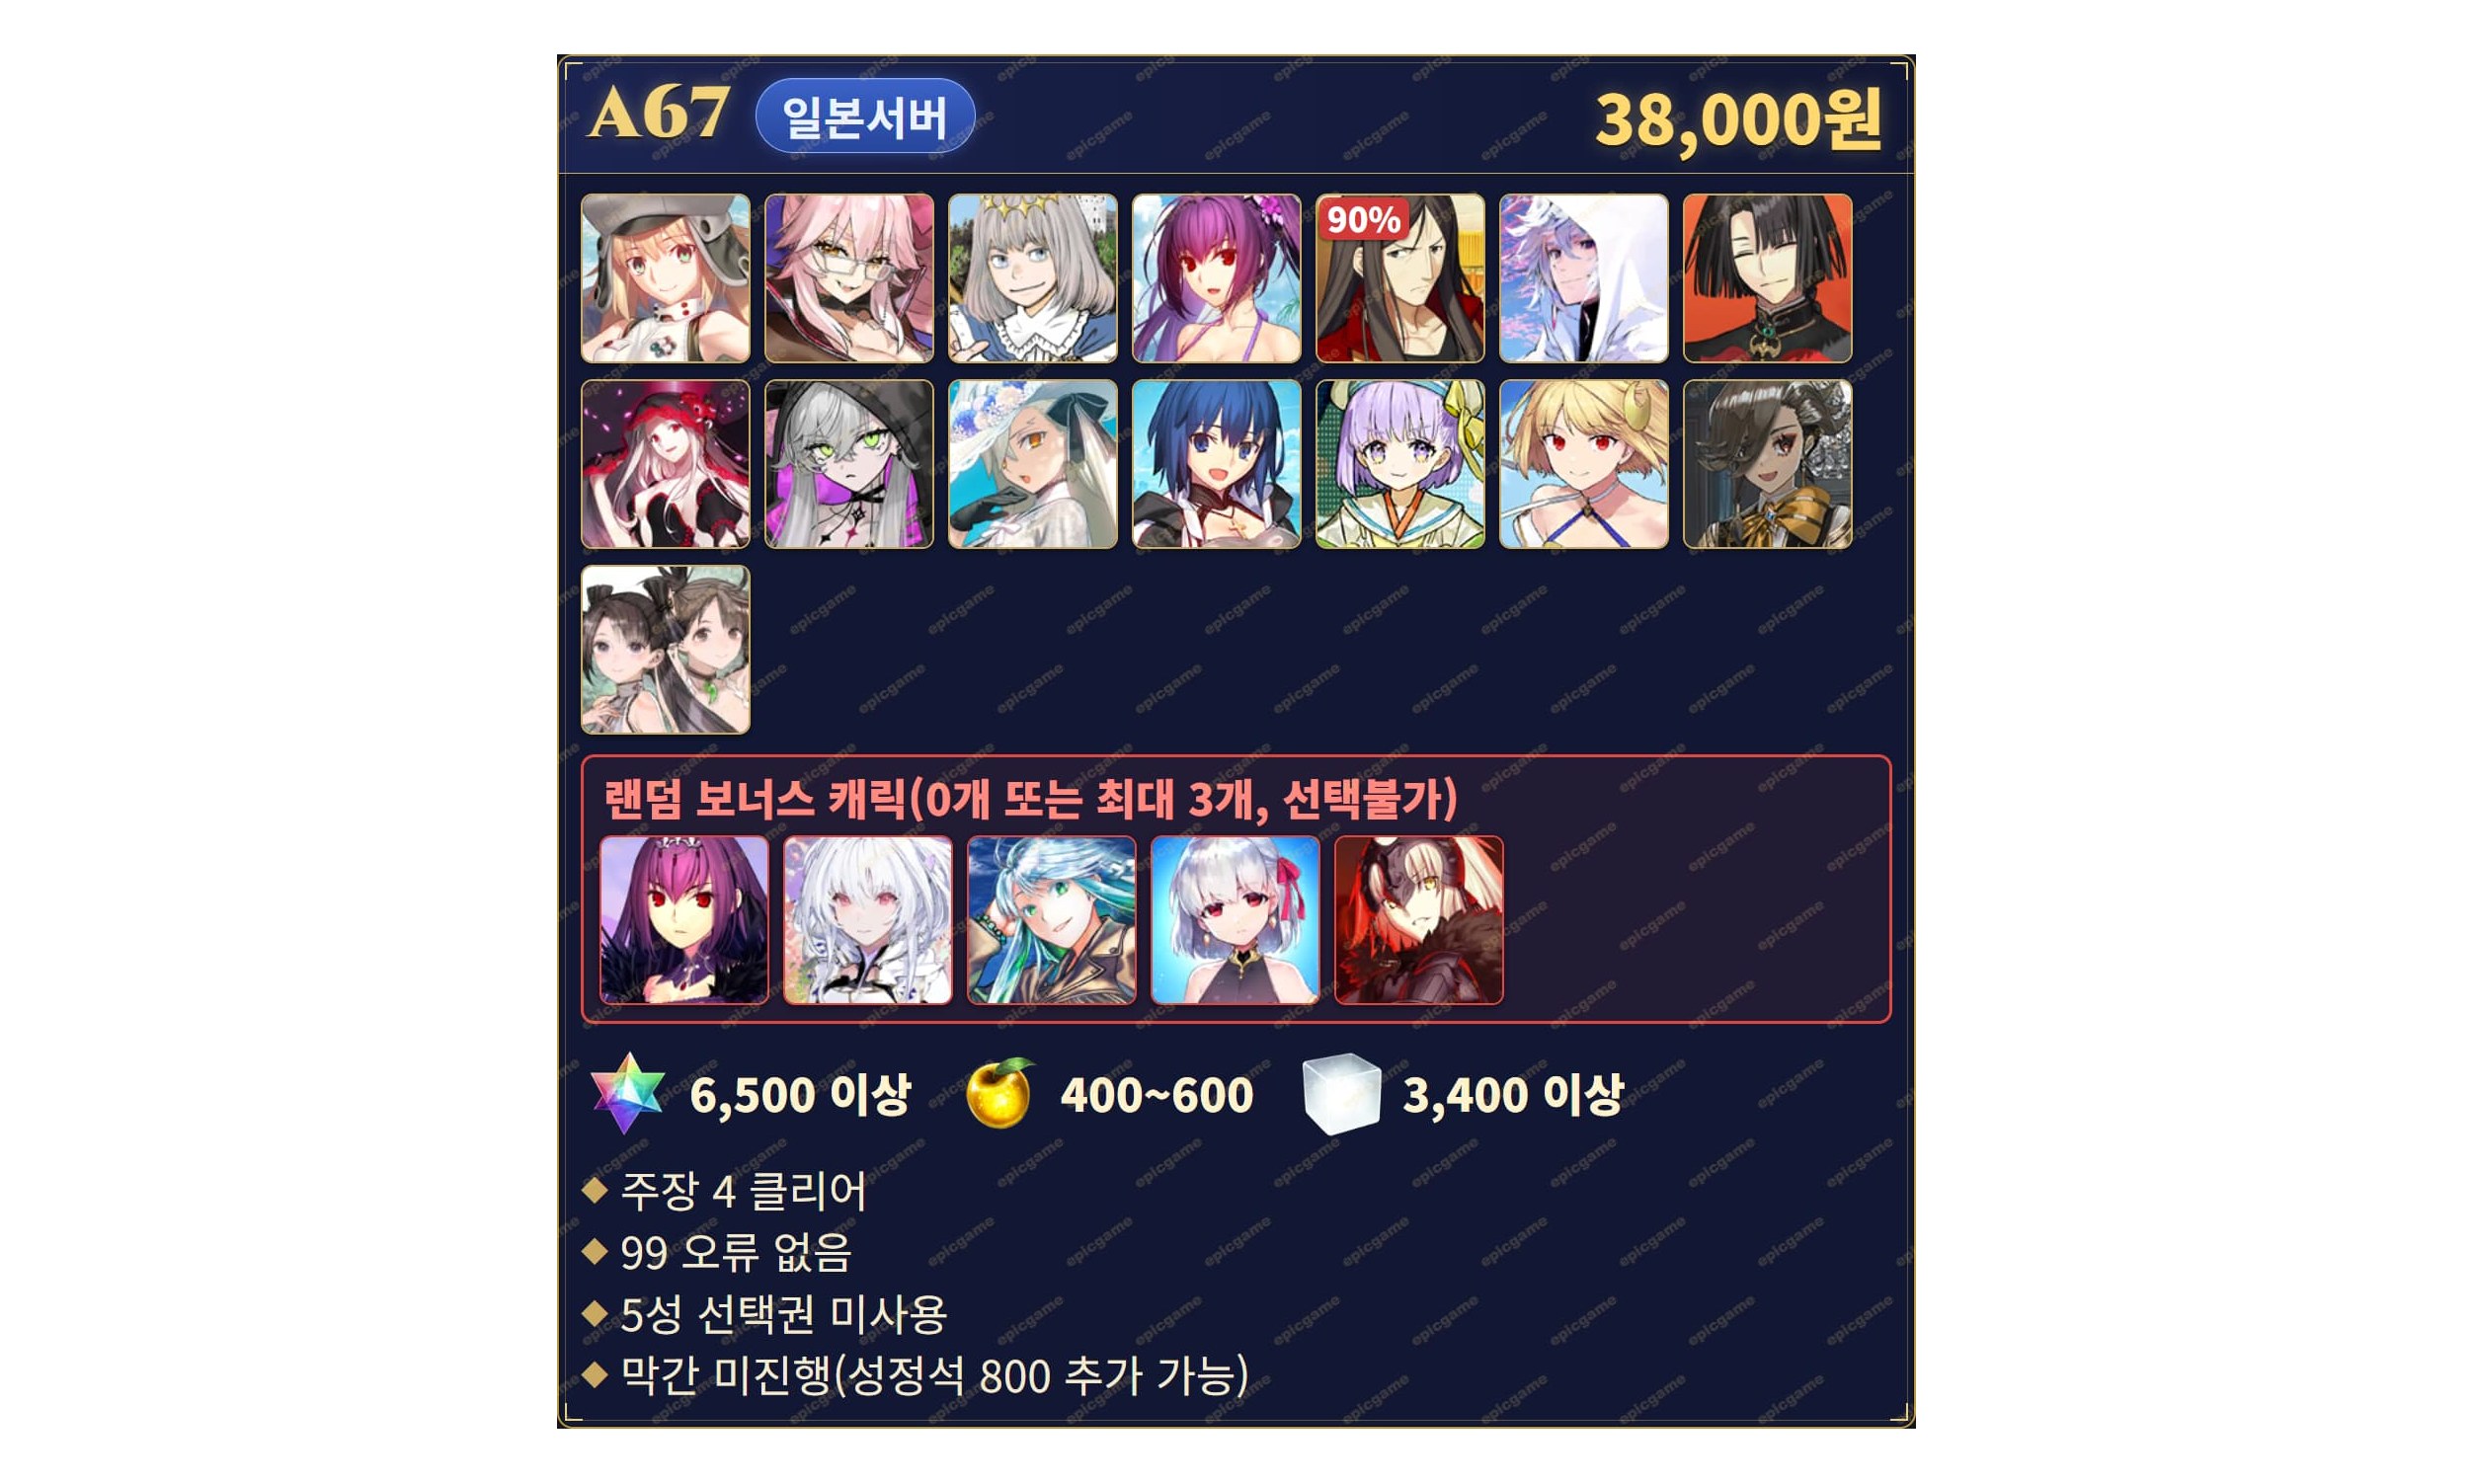 A67 일본서버 38,000원
90%
랜덤 보너스 캐릭(0개 또는 최대 3개, 선택불가)
6,500 이상 400~600 3,400 이상
주장 4 클리어
99 오류 없음
5성 선택권 미사용
막간 미진행(성정석 800 추가 가능)
epicgame